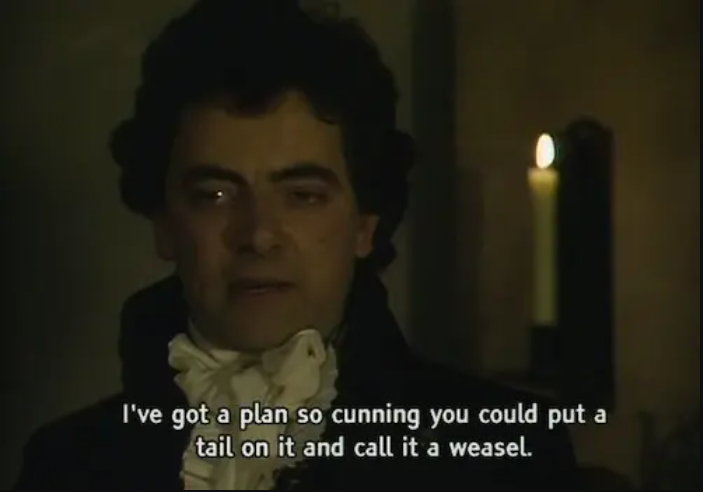 I've got a plan so cunning you could put a
tail on it and call it a weasel.